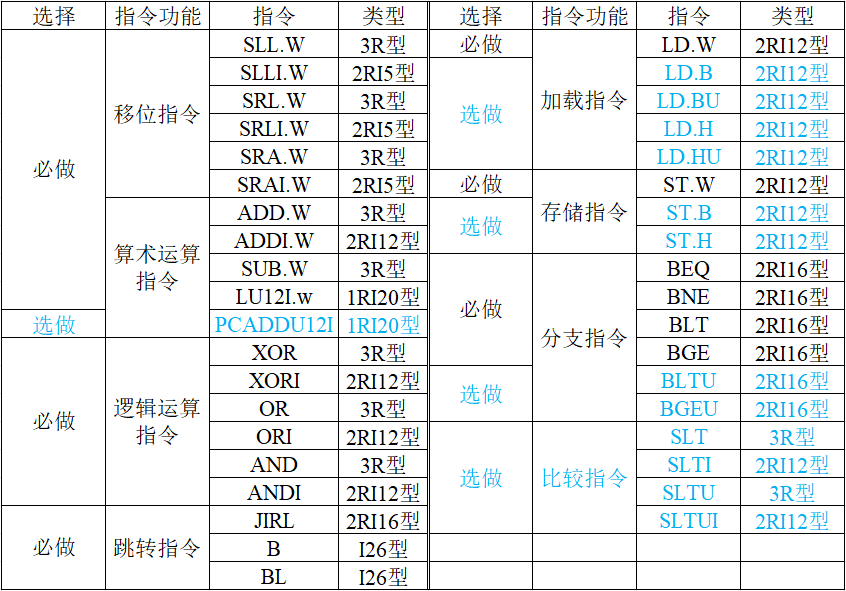 选择 指令功能 指令 类型 选择 指令功能 指令 类型
SLL.W 3R型 必做 LD.W 2RI12型
SLLI.W 2RI5型 LD.B 2RI12型
SRL.W 3R型 LD.BU 2RI12型
移位指令 加载指令
SRLI.W 2RI5型 选做 LD.H 2RI12型
SRA.W 3R型 LD.HU 2RI12型
必做
SRAI.W 2RI5型 必做 ST.W 2RI12型
ADD.W 3R型 ST.B 2RI12型
存储指令
选做
ADDI.W 2RI12型 ST.H 2RI12型
算术运算
指令
SUB.W 3R型 BEQ 2RI16型
LU12I.w 1RI20型 BNE 2RI16型
必做
选做 PCADDU12I 1RI20型 BLT 2RI16型
分支指令
XOR 3R型 BGE 2RI16型
XORI 2RI12型 BLTU 2RI16型
选做
逻辑运算
指令
必做
OR 3R型 BGEU 2RI16型
ORI 2RI12型 SLT 3R型
AND 3R型 SLTI 2RI12型
选做 比较指令
ANDI 2RI12型 SLTU 3R型
JIRL 2RI16型 SLTUI 2RI12型
必做 跳转指令 B I26型
BL I26型